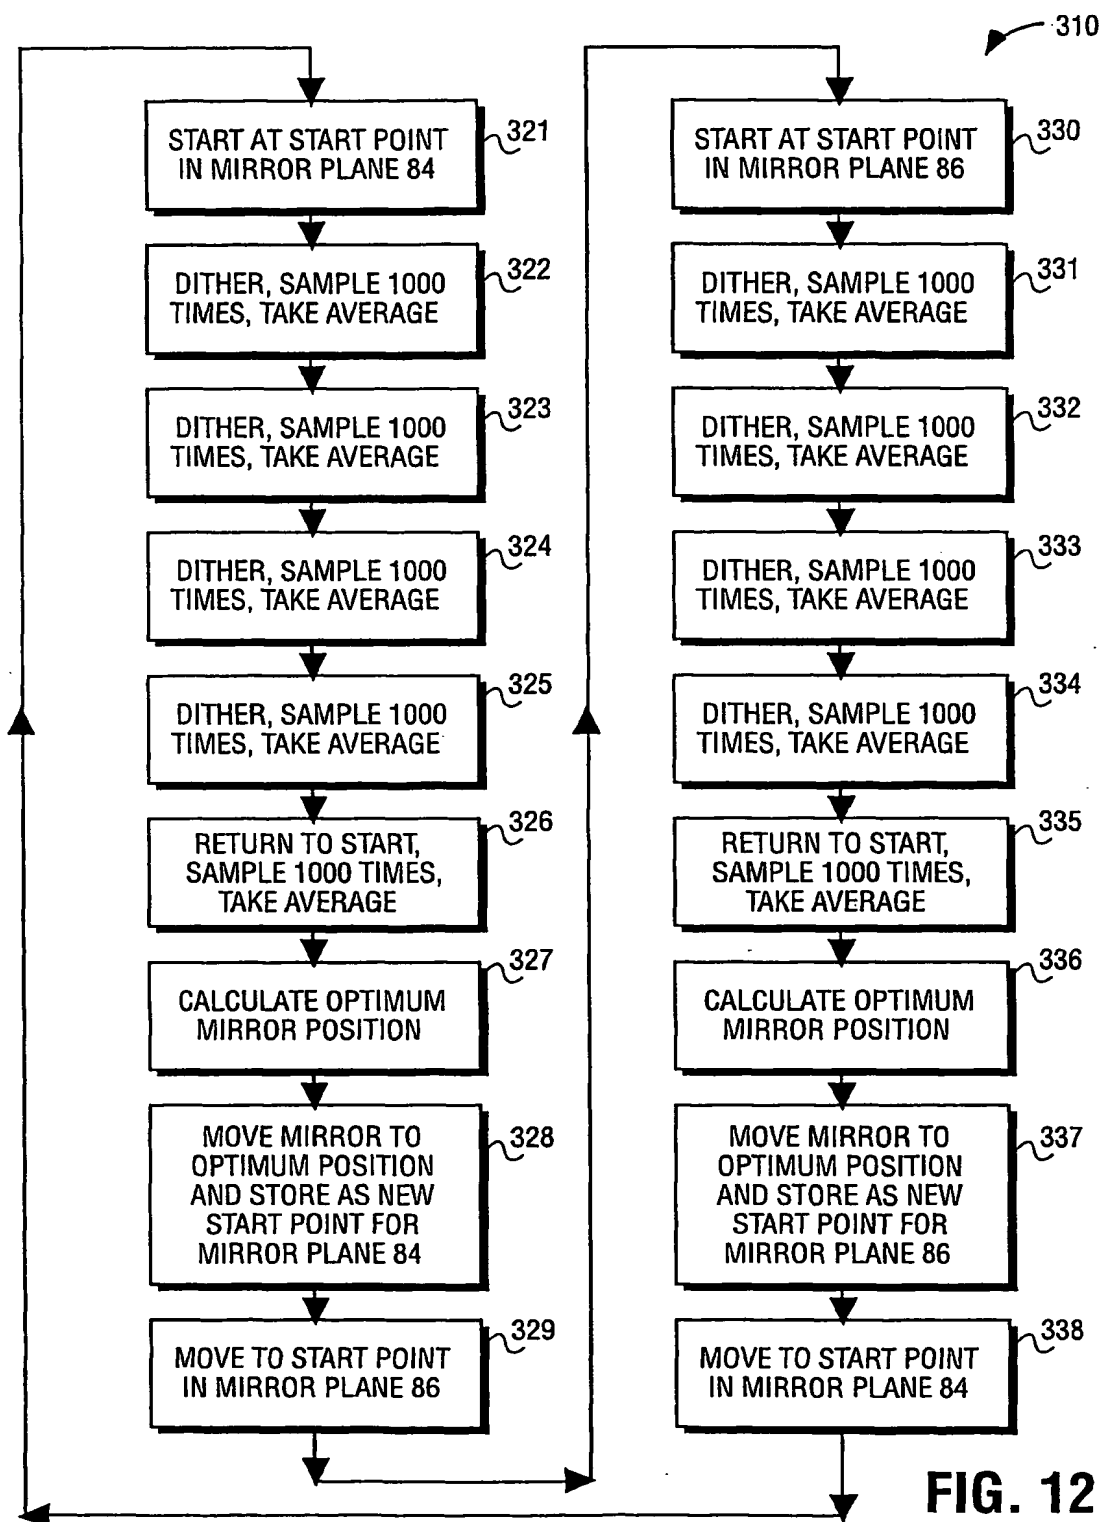 310
START AT START POINT
IN MIRROR PLANE 84
321
DITHER, SAMPLE 1000
TIMES, TAKE AVERAGE
322
DITHER, SAMPLE 1000
TIMES, TAKE AVERAGE
323
DITHER, SAMPLE 1000
TIMES, TAKE AVERAGE
324
DITHER, SAMPLE 1000
TIMES, TAKE AVERAGE
325
RETURN TO START,
SAMPLE 1000 TIMES,
TAKE AVERAGE
326
CALCULATE OPTIMUM
MIRROR POSITION
327
MOVE MIRROR TO
OPTIMUM POSITION
AND STORE AS NEW
START POINT FOR
MIRROR PLANE 84
328
MOVE TO START POINT
IN MIRROR PLANE 86
329
START AT START POINT
IN MIRROR PLANE 86
330
DITHER, SAMPLE 1000
TIMES, TAKE AVERAGE
331
DITHER, SAMPLE 1000
TIMES, TAKE AVERAGE
332
DITHER, SAMPLE 1000
TIMES, TAKE AVERAGE
333
DITHER, SAMPLE 1000
TIMES, TAKE AVERAGE
334
RETURN TO START,
SAMPLE 1000 TIMES,
TAKE AVERAGE
335
CALCULATE OPTIMUM
MIRROR POSITION
336
MOVE MIRROR TO
OPTIMUM POSITION
AND STORE AS NEW
START POINT FOR
MIRROR PLANE 86
337
MOVE TO START POINT
IN MIRROR PLANE 84
338
FIG. 12